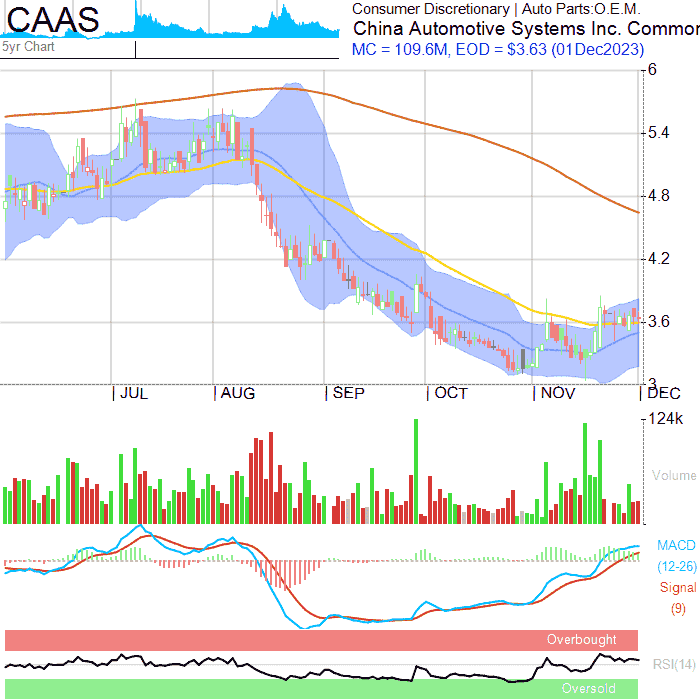 CAAS
5yr Chart
Consumer Discretionary | Auto Parts:O.E.M.
China Automotive Systems Inc. Common
MC = 109.6M, EOD = $3.63 (01Dec2023)
6
5.4
4.8
4.2
3.6
3
JUL AUG SEP OCT NOV DEC
124k
Volume
MACD
(12-26)
Signal
(9)
Overbought
RSI(14)
Oversold